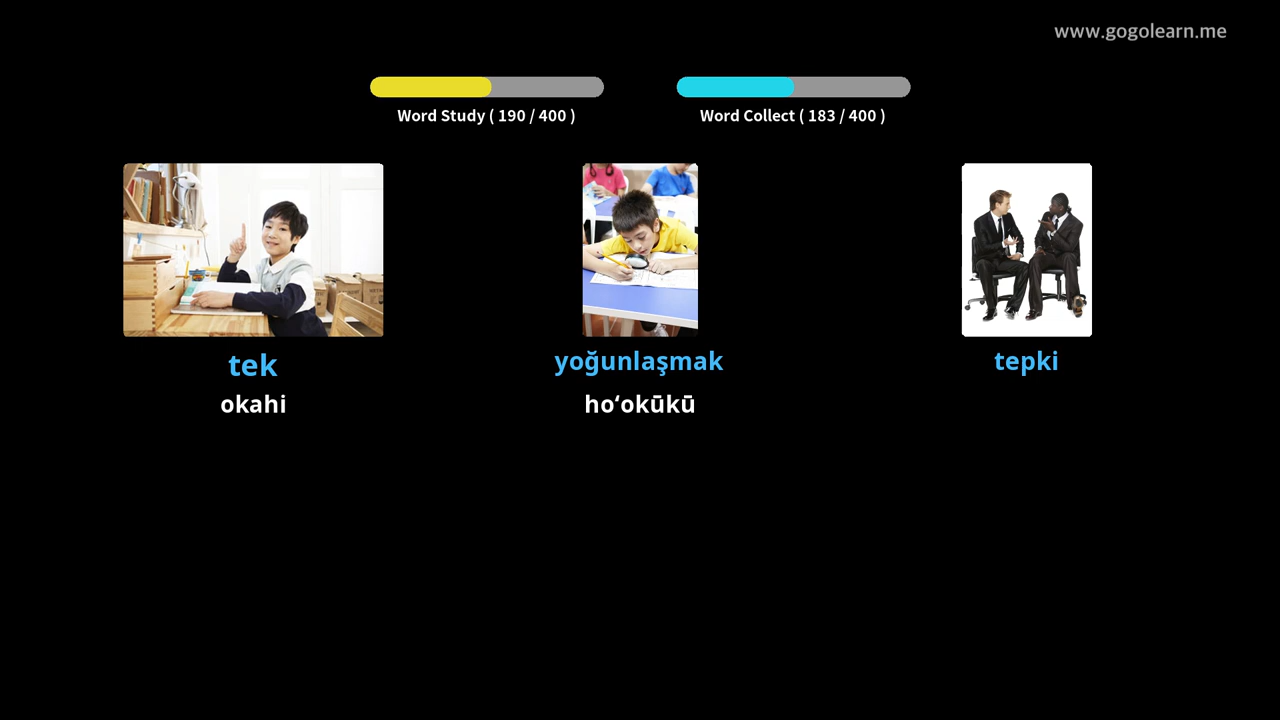 www.gogolearn.me
Word Study ( 190 / 400 )
Word Collect ( 183 / 400 )
tek
yoğunlaşmak
tepki
okahi
hoʻokūkū